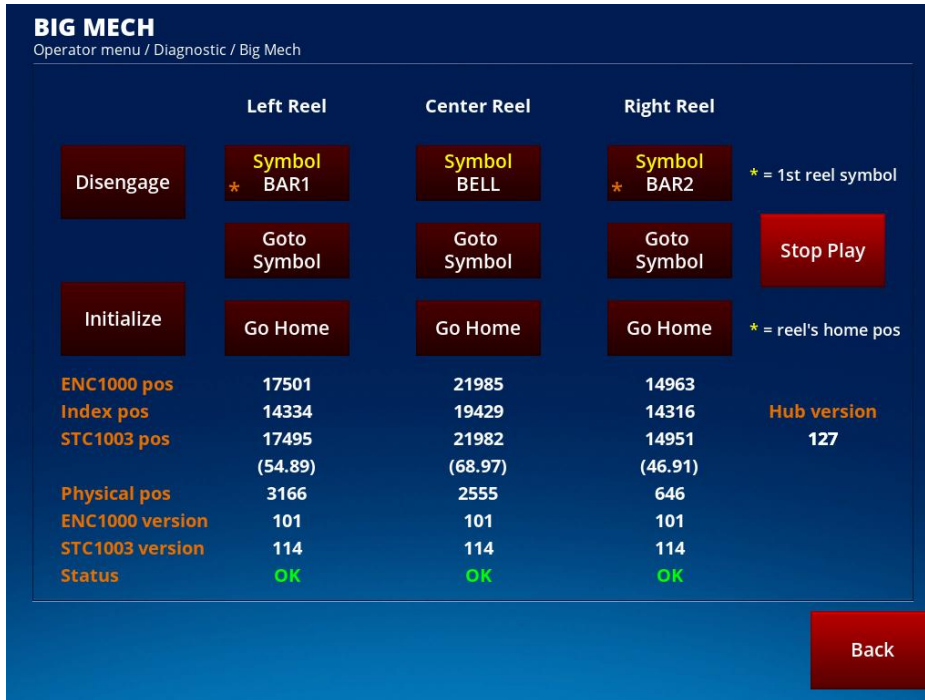 BIG MECH
Operator menu / Diagnostic / Big Mech
Left Reel Center Reel Right Reel
Disengage
Symbol
* BAR1
Symbol
BELL
Symbol
* BAR2
* = 1st reel symbol
Goto
Symbol
Goto
Symbol
Goto
Symbol
Stop Play
Initialize
Go Home Go Home Go Home * = reel's home pos
ENC1000 pos 17501 21985 14963
Index pos 14334 19429 14316 Hub version
STC1003 pos 17495 21982 14951 127
(54.89) (68.97) (46.91)
Physical pos 3166 2555 646
ENC1000 version 101 101 101
STC1003 version 114 114 114
Status OK OK OK
Back